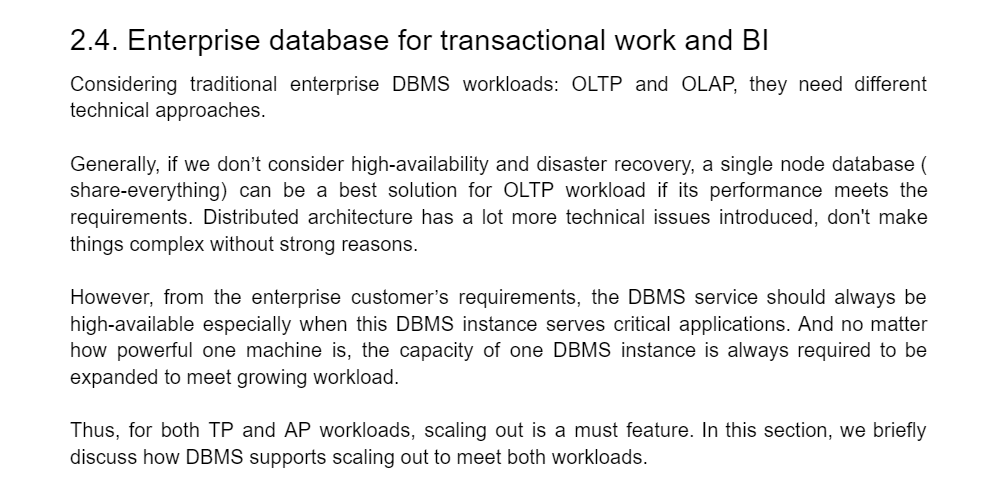 2.4. Enterprise database for transactional work and BI
Considering traditional enterprise DBMS workloads: OLTP and OLAP, they need different
technical approaches.
Generally, if we don’t consider high-availability and disaster recovery, a single node database (
share-everything) can be a best solution for OLTP workload if its performance meets the
requirements. Distributed architecture has a lot more technical issues introduced, don't make
things complex without strong reasons.
However, from the enterprise customer’s requirements, the DBMS service should always be
high-available especially when this DBMS instance serves critical applications. And no matter
how powerful one machine is, the capacity of one DBMS instance is always required to be
expanded to meet growing workload.
Thus, for both TP and AP workloads, scaling out is a must feature. In this section, we briefly
discuss how DBMS supports scaling out to meet both workloads.